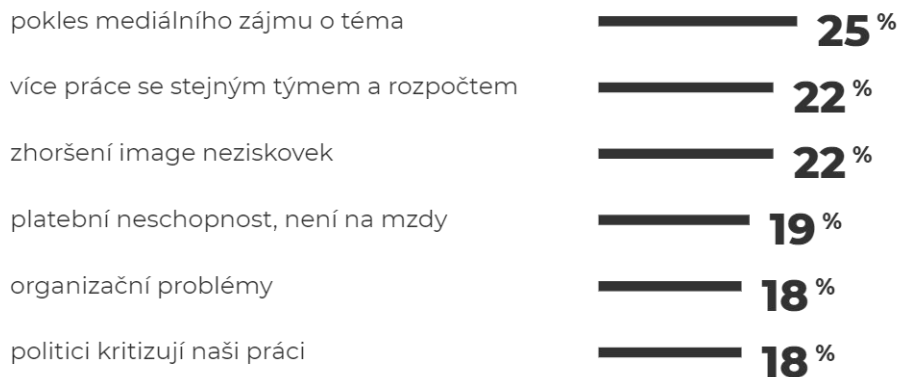 pokles mediálního zájmu o téma 25 %
více práce se stejným týmem a rozpočtem 22 %
zhoršení image neziskovek 22 %
platební neschopnost, není na mzdy 19 %
organizační problémy 18 %
politici kritizují naši práci 18 %